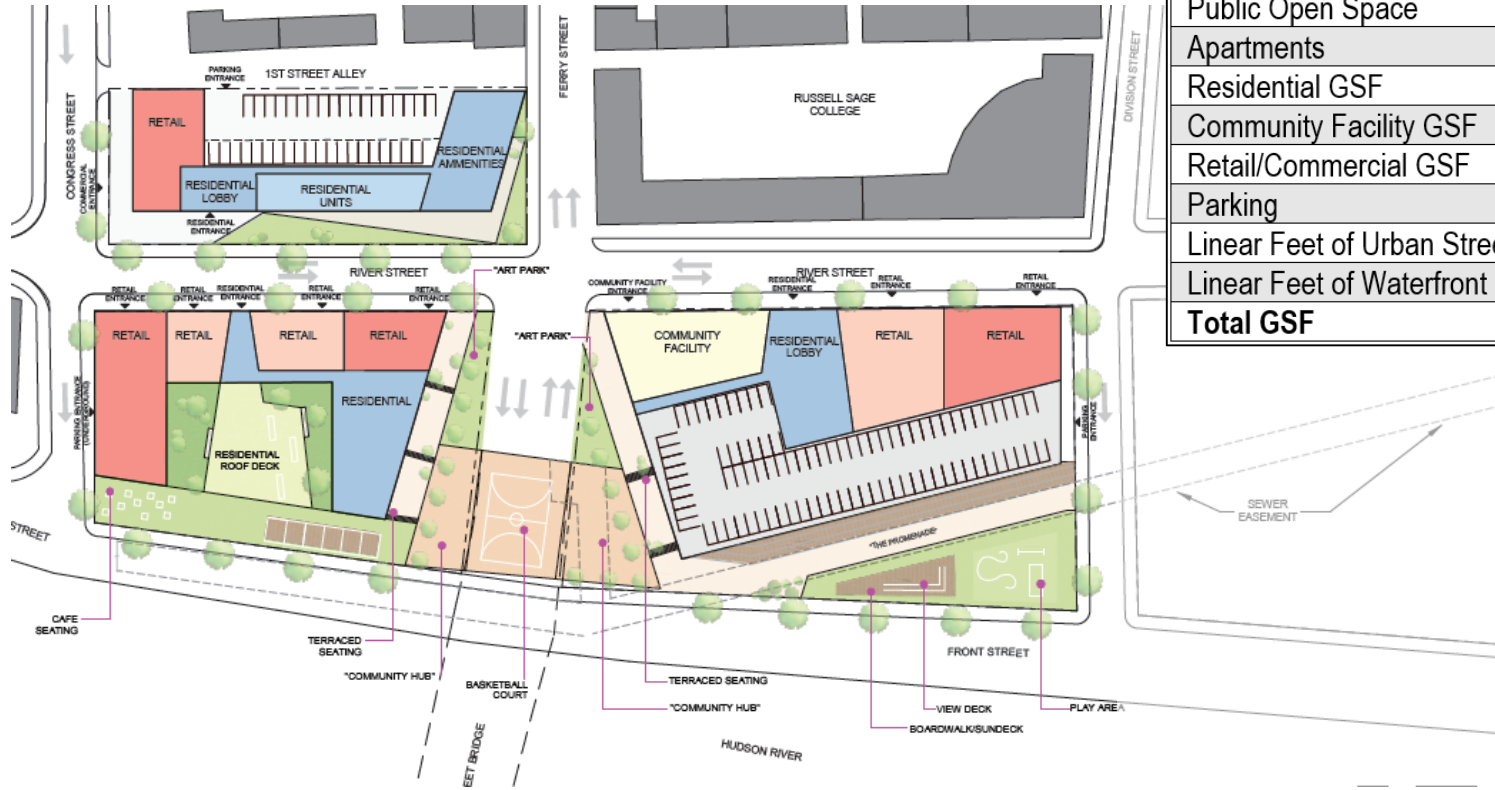 Public Open Space
Apartments
Residential GSF
Community Facility GSF
Retail/Commercial GSF
Parking
Linear Feet of Urban Stree
Linear Feet of Waterfront
Total GSF
CONGRESS STREET
FERRY STREET
DIVISION STREET
PARKING
ENTRANCE
1ST STREET ALLEY
RUSSELL SAGE
COLLEGE
COMMERCIAL
ENTRANCE
RETAIL
RESIDENTIAL
AMMENITIES
RESIDENTIAL
LOBBY
RESIDENTIAL
UNITS
RESIDENTIAL
ENTRANCE
RIVER STREET
"ART PARK"
RIVER STREET
RETAIL
ENTRANCE
RETAIL
ENTRANCE
RESIDENTIAL
ENTRANCE
RETAIL
ENTRANCE
RETAIL
ENTRANCE
COMMUNITY FACILITY
ENTRANCE
RESIDENTIAL
ENTRANCE
RETAIL
ENTRANCE
RETAIL
ENTRANCE
RETAIL
RETAIL
RETAIL
RETAIL
"ART PARK"
COMMUNITY
FACILITY
RESIDENTIAL
LOBBY
RETAIL
RETAIL
PARKING ENTRANCE
(UNDERGROUND)
RESIDENTIAL
RESIDENTIAL
ROOF DECK
PARKING
ENTRANCE
SEWER
EASEMENT
"THE PROMENADE"
STREET
CAFE
SEATING
TERRACED
SEATING
"COMMUNITY HUB"
BASKETBALL
COURT
TERRACED SEATING
"COMMUNITY HUB"
FRONT STREET
VIEW DECK
PLAY AREA
BOARDWALK/SUNDECK
EET BRIDGE
HUDSON RIVER